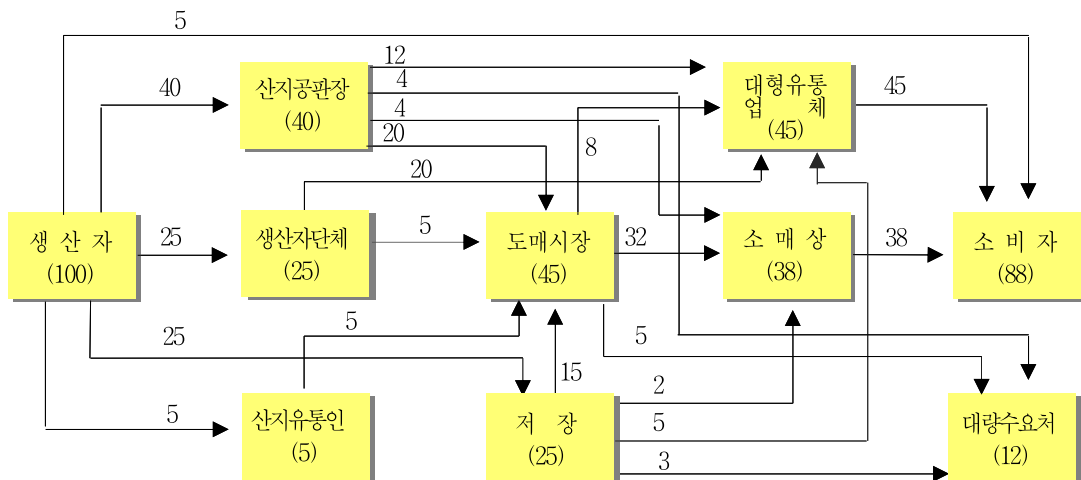 5
12
4
4
20
40
산지공판장
(40)
대형유통
업 체
(45)
45
8
20
생 산 자
(100)
25
생산자단체
(25)
5
도매시장
(45)
32
소 매 상
(38)
38
소 비 자
(88)
5
25
5
15
2
5
3
5
산지유통인
(5)
저 장
(25)
대량수요처
(12)